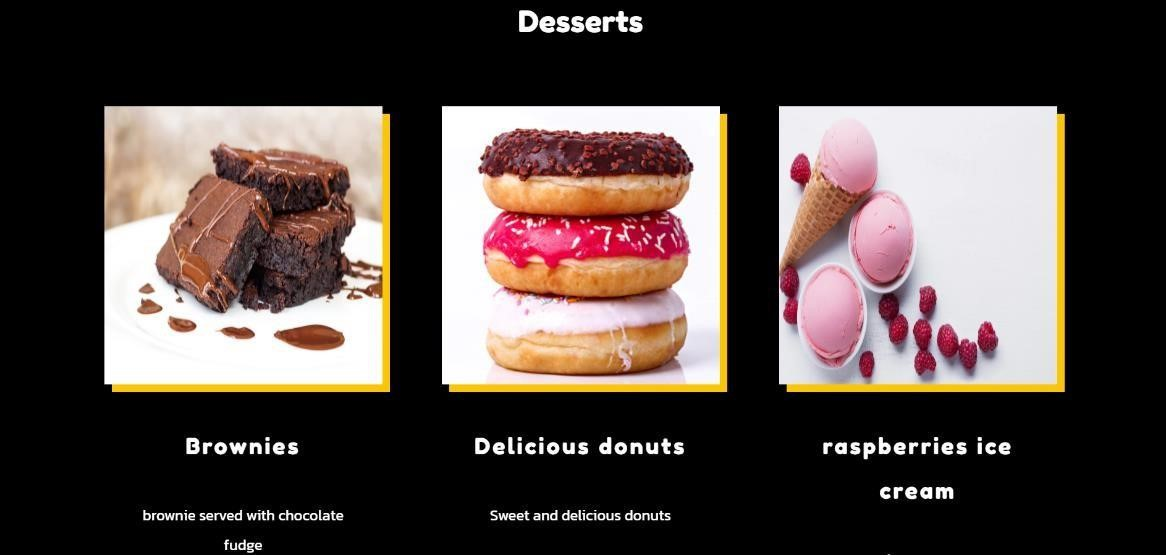 Desserts
Brownies
Delicious donuts
raspberries ice
cream
brownie served with chocolate
fudge
Sweet and delicious donuts